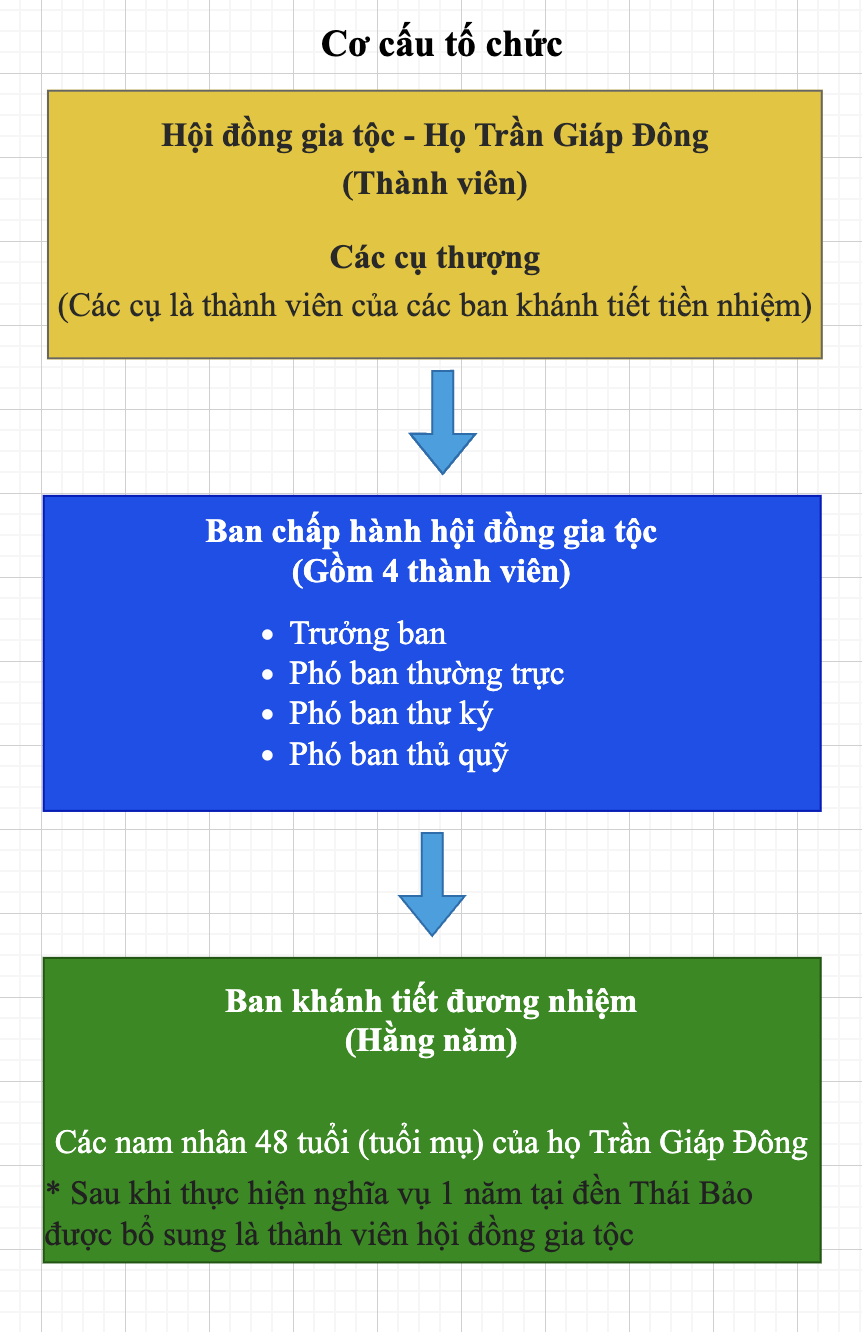 Cơ cấu tổ chức
Hội đồng gia tộc - Họ Trần Giáp Đông
(Thành viên)
Các cụ thượng
(Các cụ là thành viên của các ban khánh tiết tiền nhiệm)
Ban chấp hành hội đồng gia tộc
(Gồm 4 thành viên)
• Trưởng ban
• Phó ban thường trực
• Phó ban thư ký
• Phó ban thủ quỹ
Ban khánh tiết đương nhiệm
(Hằng năm)
Các nam nhân 48 tuổi (tuổi mụ) của họ Trần Giáp Đông
* Sau khi thực hiện nghĩa vụ 1 năm tại đền Thái Bảo
được bổ sung là thành viên hội đồng gia tộc